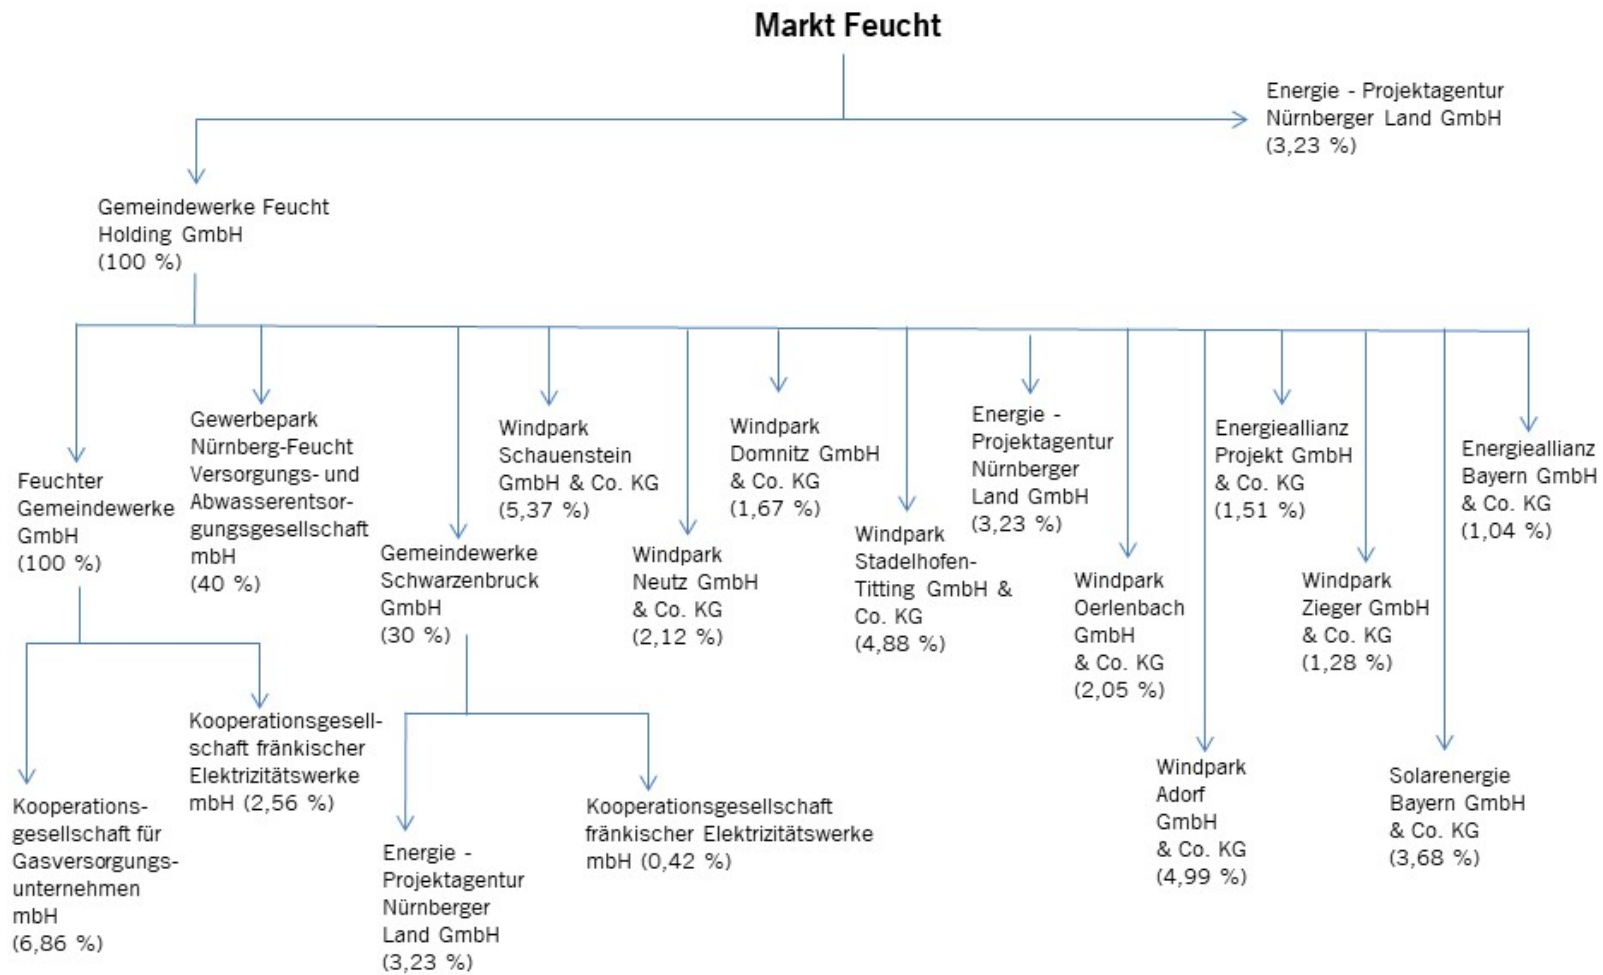 Markt Feucht
Energie - Projektagentur
Nürnberger Land GmbH
(3,23 %)
Gemeindewerke Feucht
Holding GmbH
(100 %)
Feuchter
Gemeindewerke
GmbH
(100 %)
Gewerbepark
Nürnberg-Feucht
Versorgungs- und
Abwasserentsor-
gungsgesellschaft
mbH
(40 %)
Gemeindewerke
Schwarzenbruck
GmbH
(30 %)
Windpark
Schauenstein
GmbH & Co. KG
(5,37 %)
Windpark
Neutz GmbH
& Co. KG
(2,12 %)
Windpark
Domnitz GmbH
& Co. KG
(1,67 %)
Windpark
Stadelhofen-
Titting GmbH &
Co. KG
(4,88 %)
Energie -
Projektagentur
Nürnberger
Land GmbH
(3,23 %)
Windpark
Oerlenbach
GmbH
& Co. KG
(2,05 %)
Windpark
Adorf
GmbH
& Co. KG
(4,99 %)
Energieallianz
Projekt GmbH
& Co. KG
(1,51 %)
Windpark
Zieger GmbH
& Co. KG
(1,28 %)
Solarenergie
Bayern GmbH
& Co. KG
(3,68 %)
Energieallianz
Bayern GmbH
& Co. KG
(1,04 %)
Kooperations-
gesellschaft für
Gasversorgungs-
unternehmen
mbH
(6,86 %)
Kooperationsgesell-
schaft fränkischer
Elektrizitätswerke
mbH (2,56 %)
Energie -
Projektagentur
Nürnberger
Land GmbH
(3,23 %)
Kooperationsgesellschaft
fränkischer Elektrizitätswerke
mbH (0,42 %)